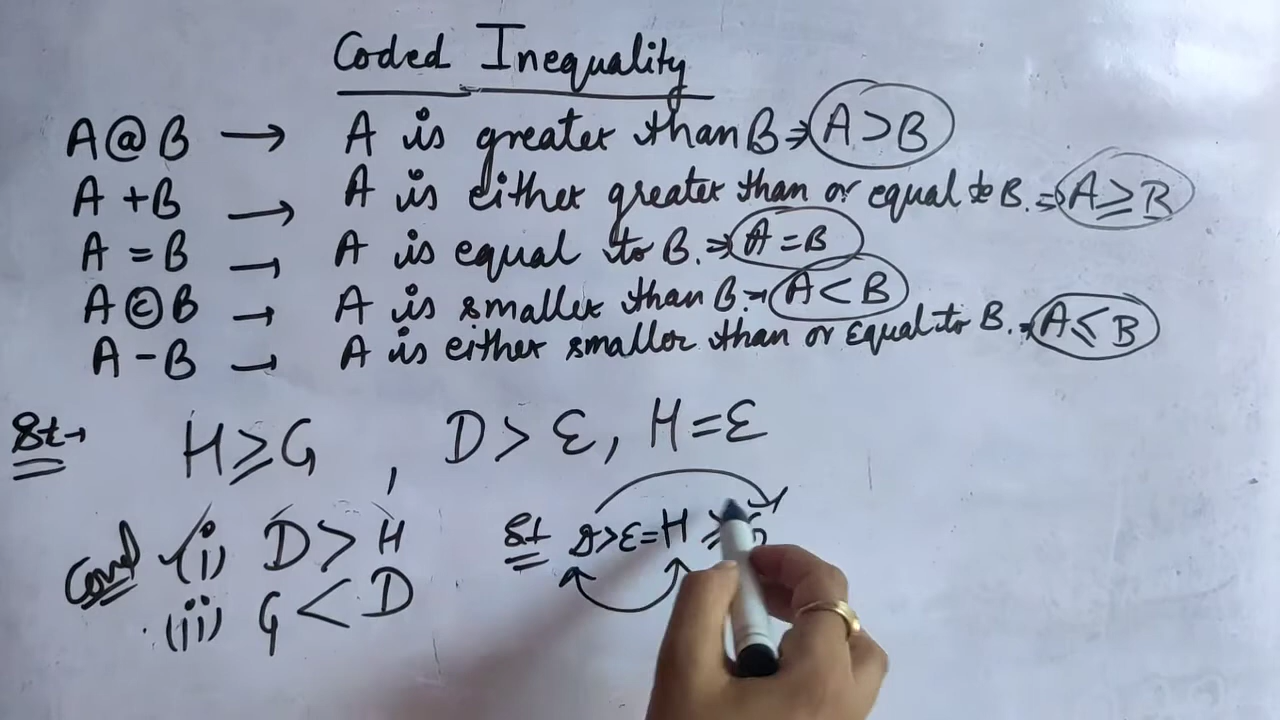 Coded Inequality
A @ B → A is greater than B ⇒ A > B
A + B → A is either greater than or equal to B. ⇒ A ≥ B
A = B → A is equal to B. ⇒ A = B
A © B → A is smaller than B. ⇒ A < B
A - B → A is either smaller than or equal to B. ⇒ A ≤ B
St→ H ≥ G , D > E, H = E
Conl (i) D > H
(ii) G < D
St D > E = H ≥